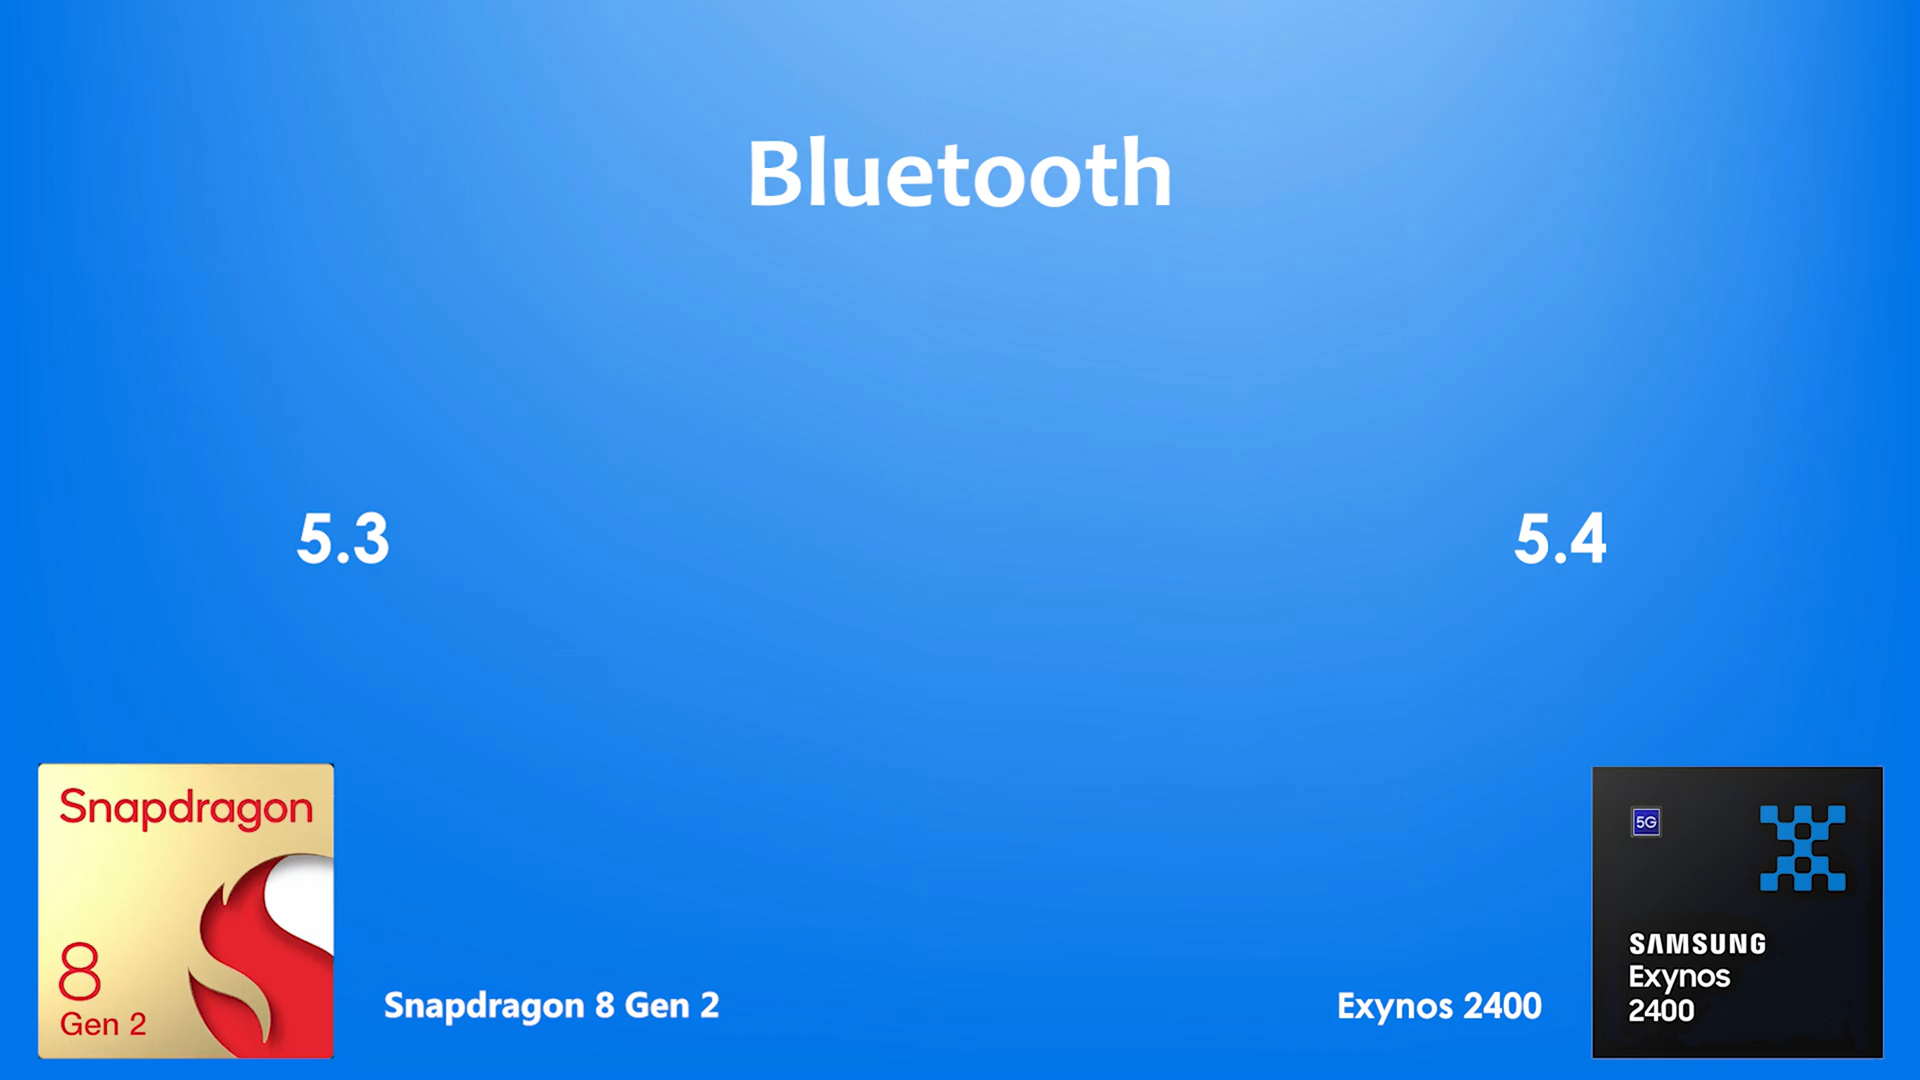 Bluetooth
5.3
5.4
Snapdragon
8
Gen 2
Snapdragon 8 Gen 2
Exynos 2400
5G
SAMSUNG
Exynos
2400